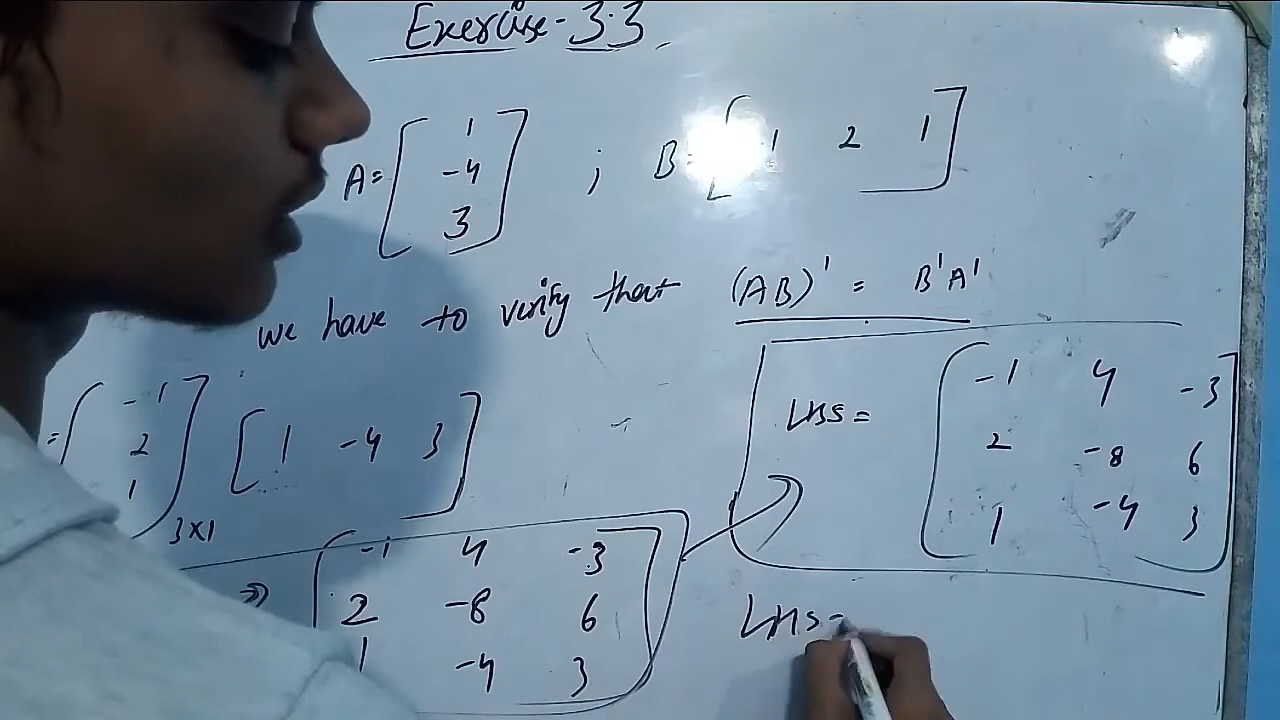 Exercise - 3.3
A = [ 1 ; B [ 1 2 1 ]
-4
3 ]
we have to verify that (AB)' = B'A'
= [ -1 2 1 ] 3x1 [ 1 -4 3 ]
⇒ [ -1 4 -3
2 -8 6
1 -4 3 ]
LHS = [ -1 4 -3
2 -8 6
1 -4 3 ]
LHS =